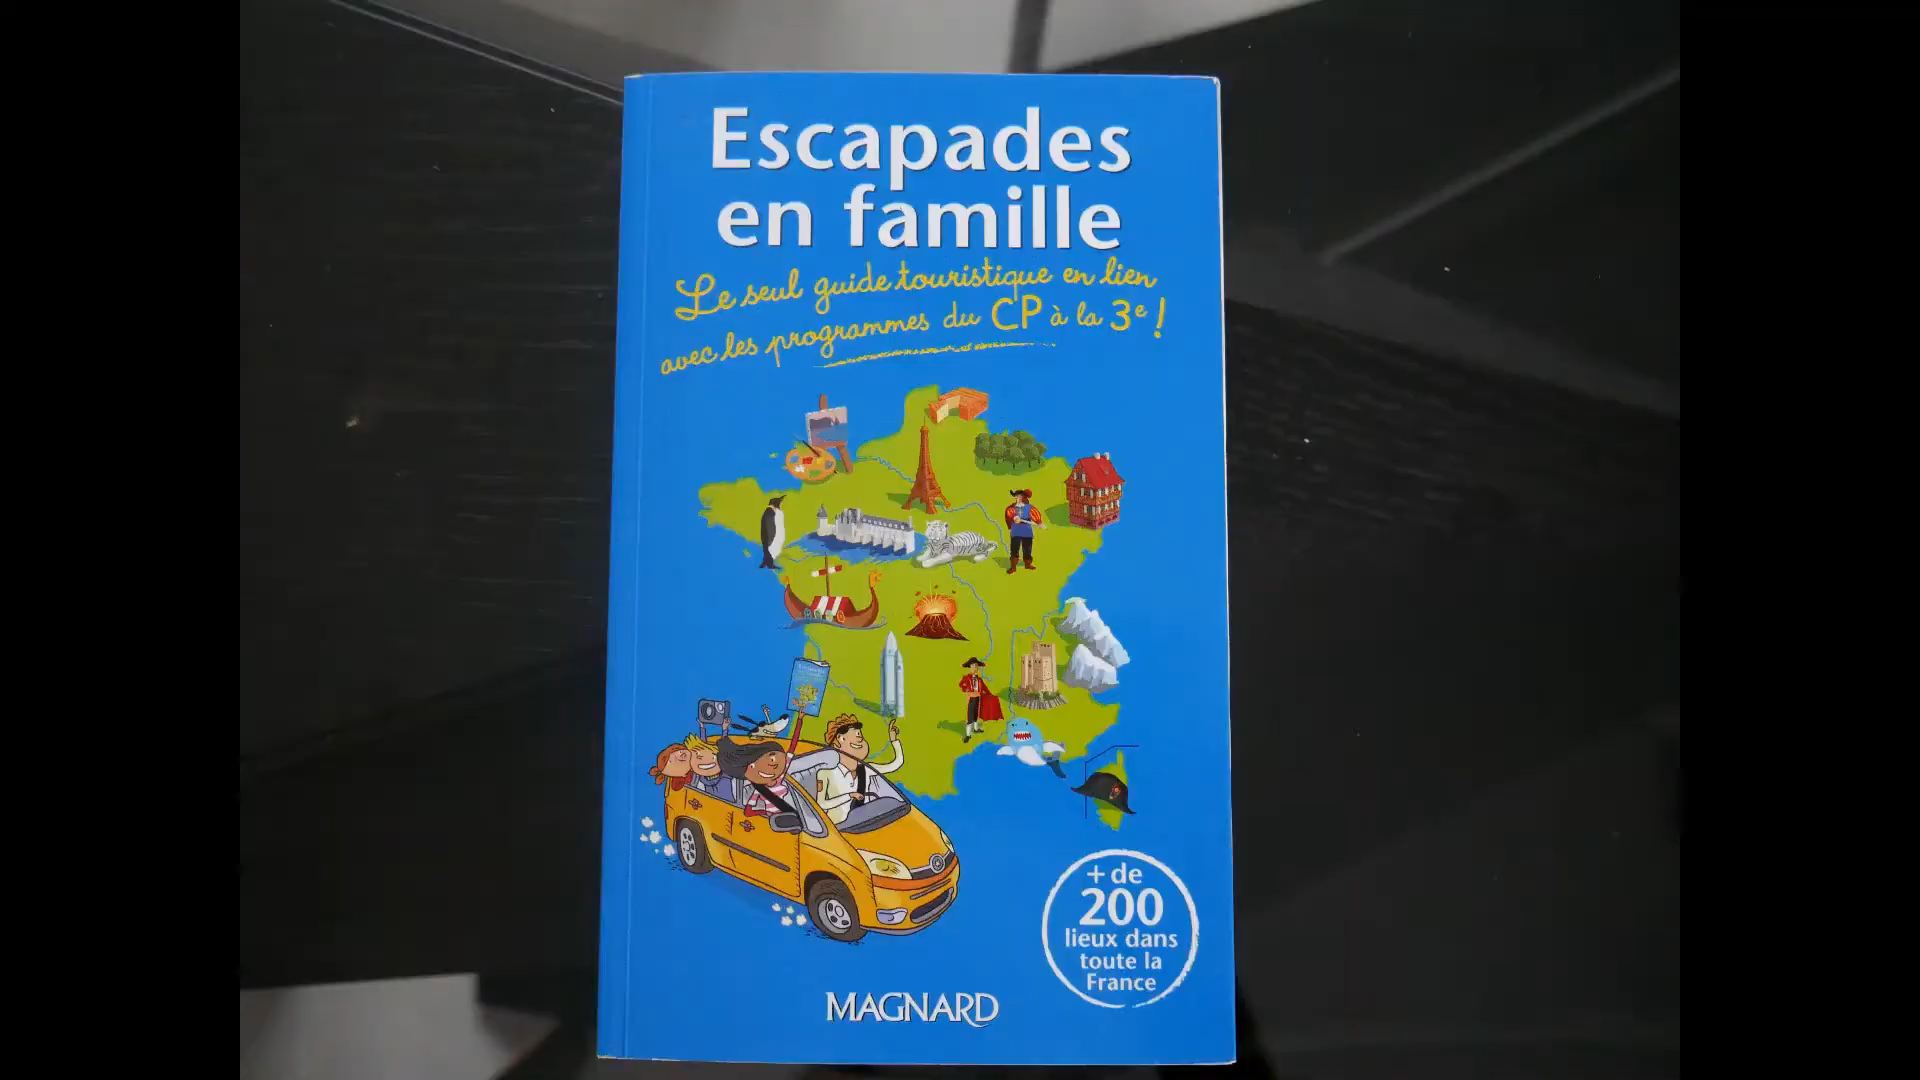 Escapades
en famille
Le seul guide touristique en lien
avec les programmes du CP à la 3e !
+ de
200
lieux dans
toute la
France
MAGNARD